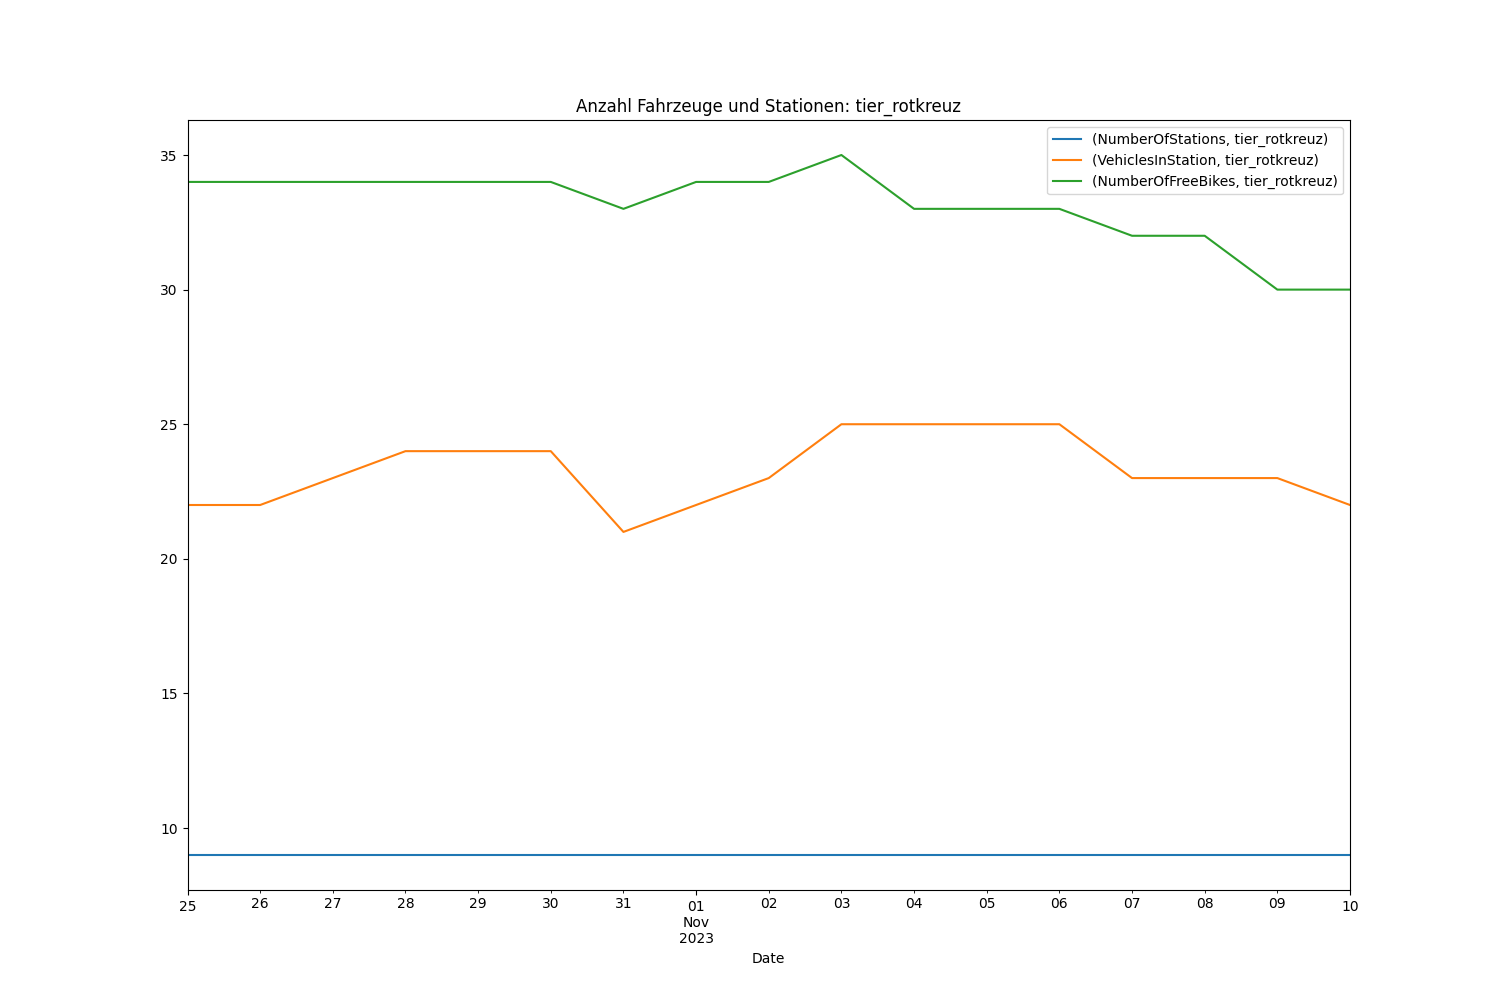 Anzahl Fahrzeuge und Stationen: tier_rotkreuz
(NumberOfStations, tier_rotkreuz)
(VehiclesInStation, tier_rotkreuz)
(NumberOfFreeBikes, tier_rotkreuz)
35
30
25
20
15
10
25 26 27 28 29 30 31 01 02 03 04 05 06 07 08 09 10
Nov
2023
Date